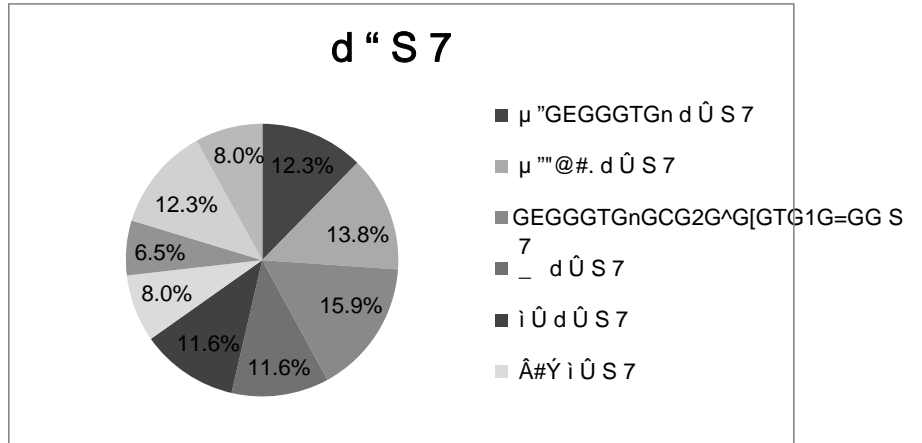 d “ S 7
µ ”GEGGGTGn d Û S 7
µ ”"@#. d Û S 7
GEGGGTGnGCG2G^G[GTG1G=GG S
7
_ d Û S 7
ì Û d Û S 7
Â#Ý ì Û S 7
8.0%
12.3%
12.3%
13.8%
6.5%
15.9%
8.0%
11.6%
11.6%